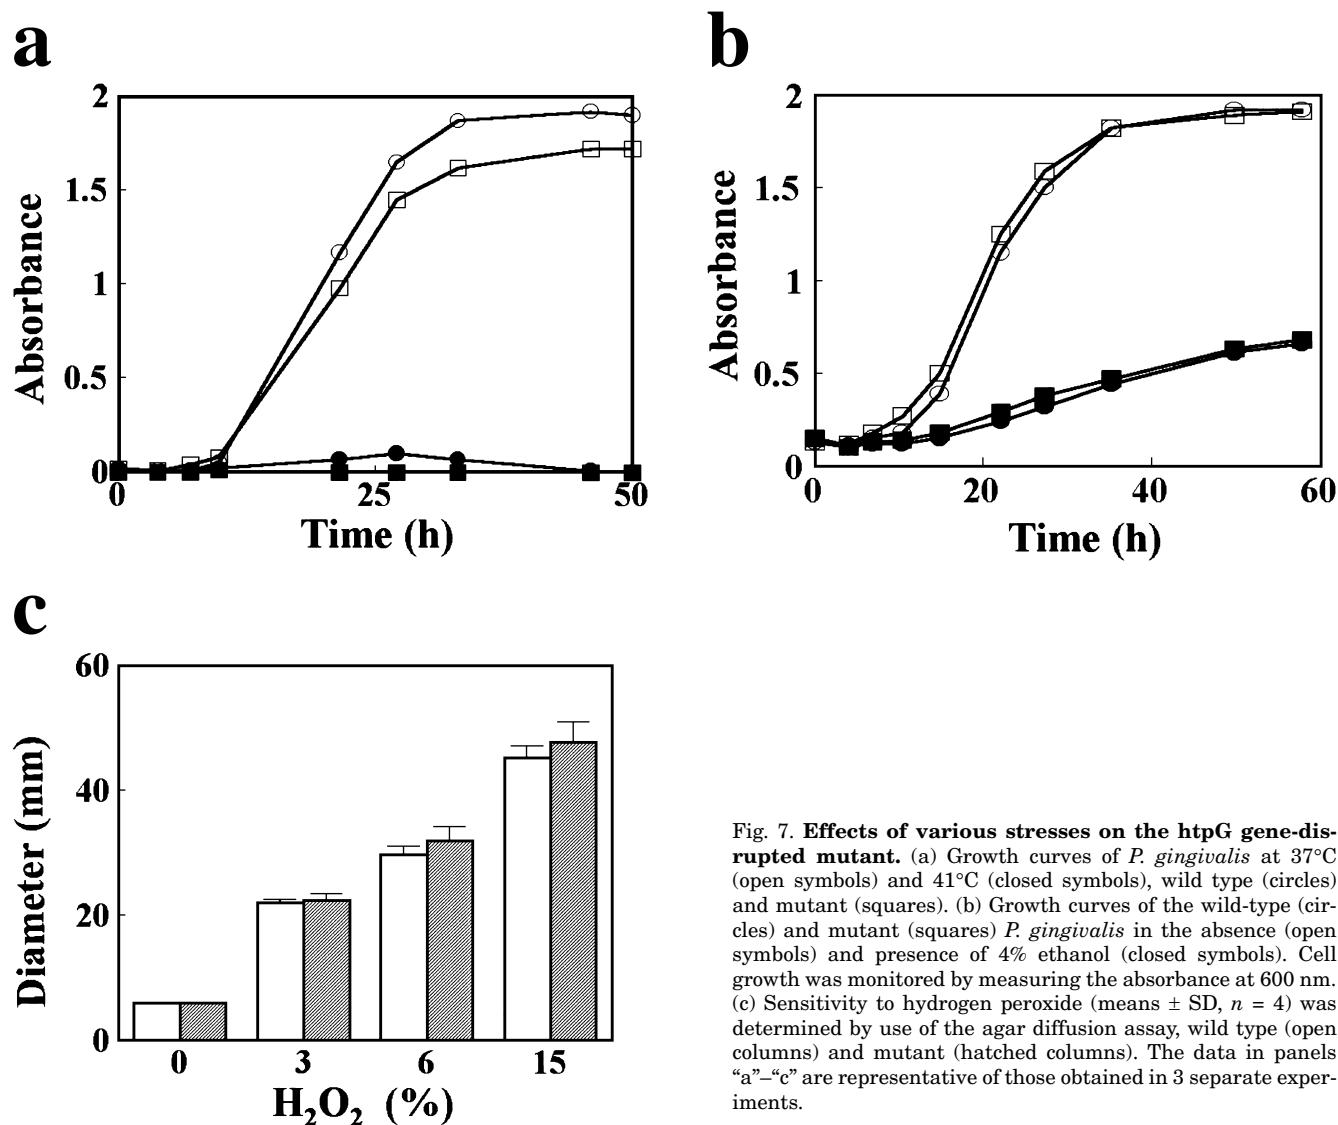 a
2
1.5
1
0.5
0
0
25
50
Absorbance
Time (h)
b
2
1.5
1
0.5
0
0
20
40
60
Absorbance
Time (h)
c
60
40
20
0
0
3
6
15
Diameter (mm)
H2O2 (%)
Fig. 7. Effects of various stresses on the htpG gene-dis-
rupted mutant. (a) Growth curves of P. gingivalis at 37°C
(open symbols) and 41°C (closed symbols), wild type (circles)
and mutant (squares). (b) Growth curves of the wild-type (cir-
cles) and mutant (squares) P. gingivalis in the absence (open
symbols) and presence of 4% ethanol (closed symbols). Cell
growth was monitored by measuring the absorbance at 600 nm.
(c) Sensitivity to hydrogen peroxide (means ± SD, n = 4) was
determined by use of the agar diffusion assay, wild type (open
columns) and mutant (hatched columns). The data in panels
“a”–“c” are representative of those obtained in 3 separate exper-
iments.